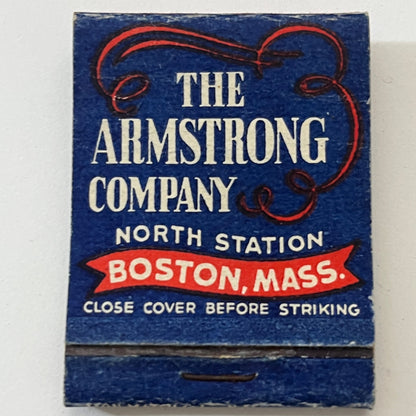 THE
ARMSTRONG
COMPANY
NORTH STATION
BOSTON, MASS.
CLOSE COVER BEFORE STRIKING